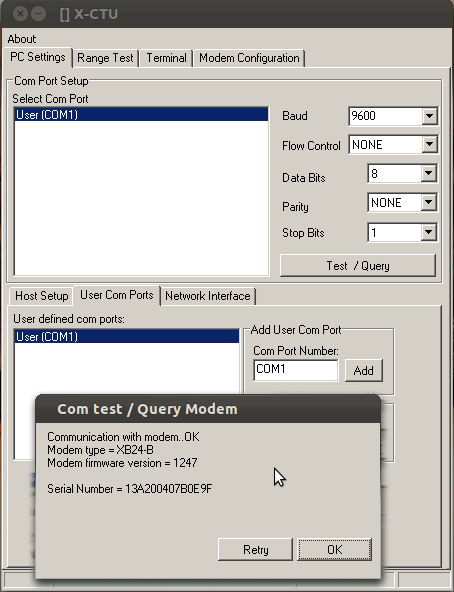 [] X-CTU
About
PC Settings Range Test Terminal Modem Configuration
Com Port Setup
Select Com Port
User (COM1)
Baud 9600
Flow Control NONE
Data Bits 8
Parity NONE
Stop Bits 1
Test / Query
Host Setup User Com Ports Network Interface
User defined com ports:
User (COM1)
Add User Com Port
Com Port Number:
COM1 Add
Com test / Query Modem
Communication with modem..OK
Modem type = XB24-B
Modem firmware version = 1247
Serial Number = 13A200407B0E9F
Retry OK